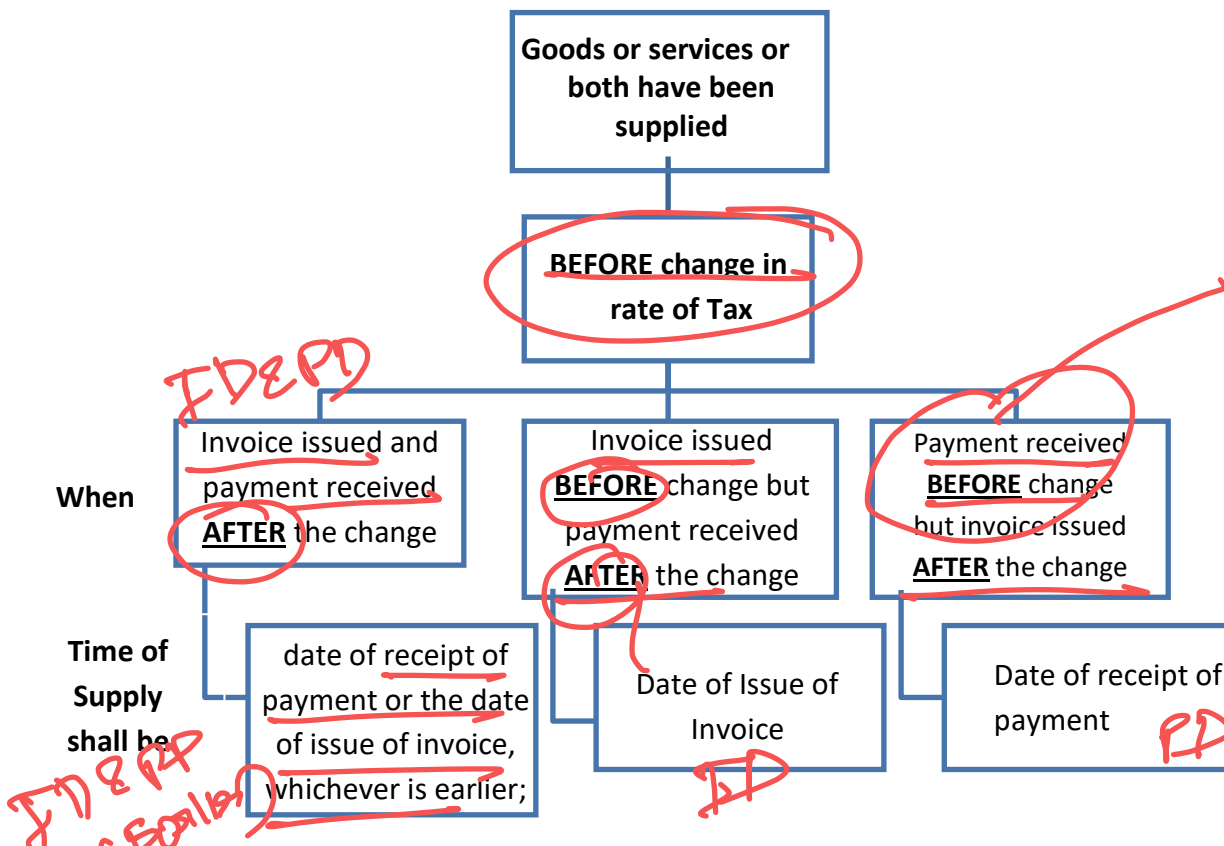 Goods or services or
both have been
supplied
BEFORE change in
rate of Tax
ID & PD
Invoice issued and
payment received
AFTER the change
Invoice issued
BEFORE change but
payment received
AFTER the change
Payment received
BEFORE change
but invoice issued
AFTER the change
When
Time of
Supply
shall be
date of receipt of
payment or the date
of issue of invoice,
whichever is earlier;
Date of Issue of
Invoice
ID
Date of receipt of
payment
PD
ID &